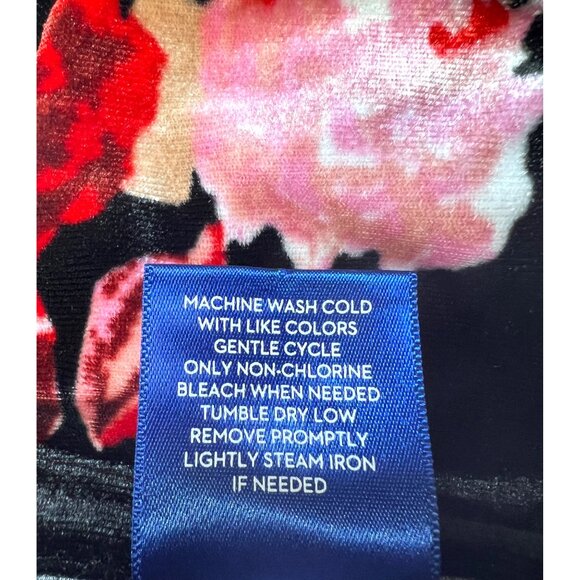 MACHINE WASH COLD
WITH LIKE COLORS
GENTLE CYCLE
ONLY NON-CHLORINE
BLEACH WHEN NEEDED
TUMBLE DRY LOW
REMOVE PROMPTLY
LIGHTLY STEAM IRON
IF NEEDED